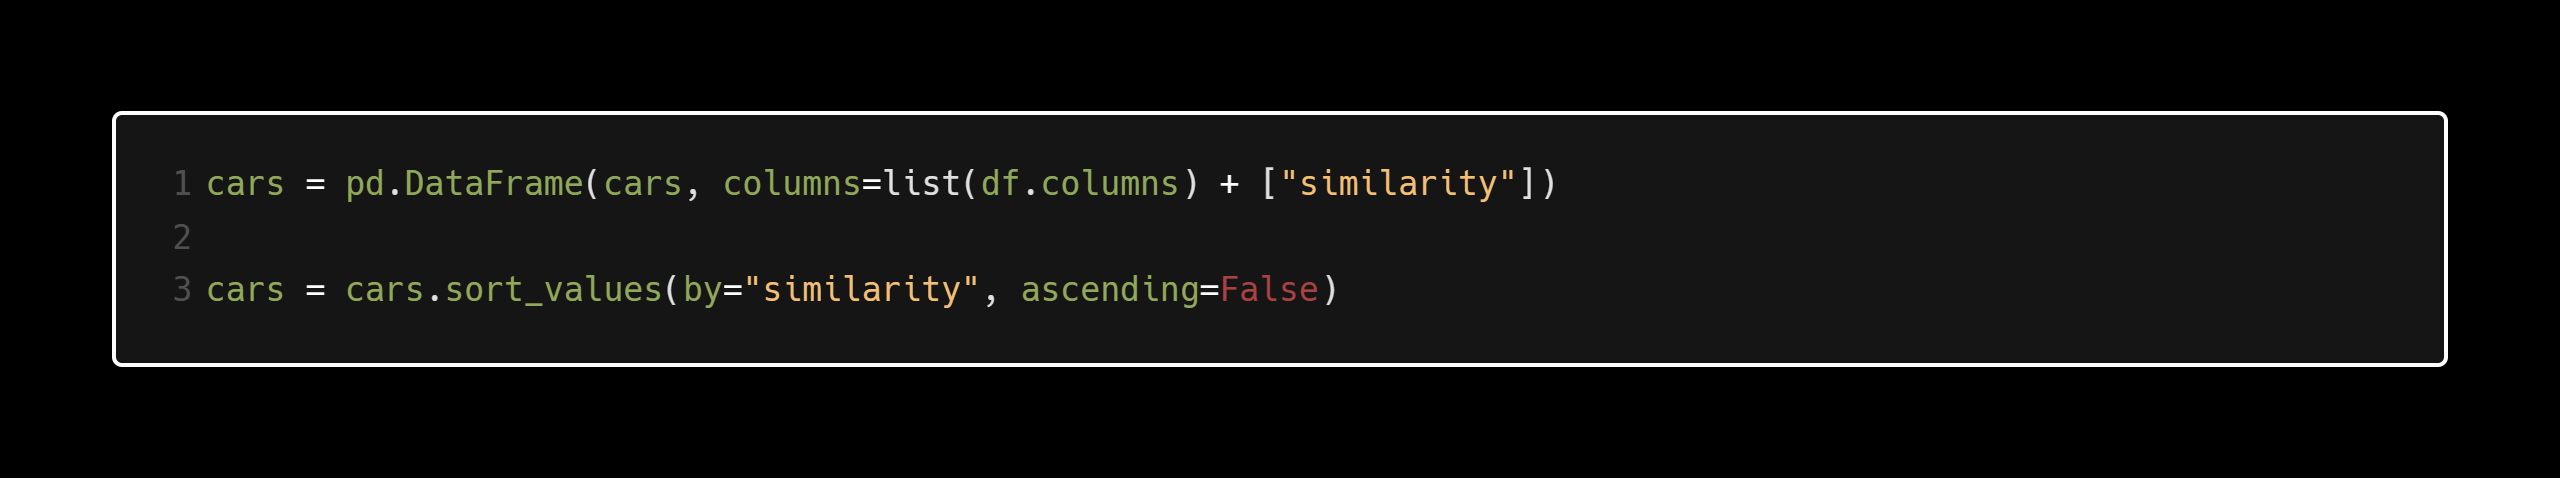 1 cars = pd.DataFrame(cars, columns=list(df.columns) + ["similarity"])
2
3 cars = cars.sort_values(by="similarity", ascending=False)